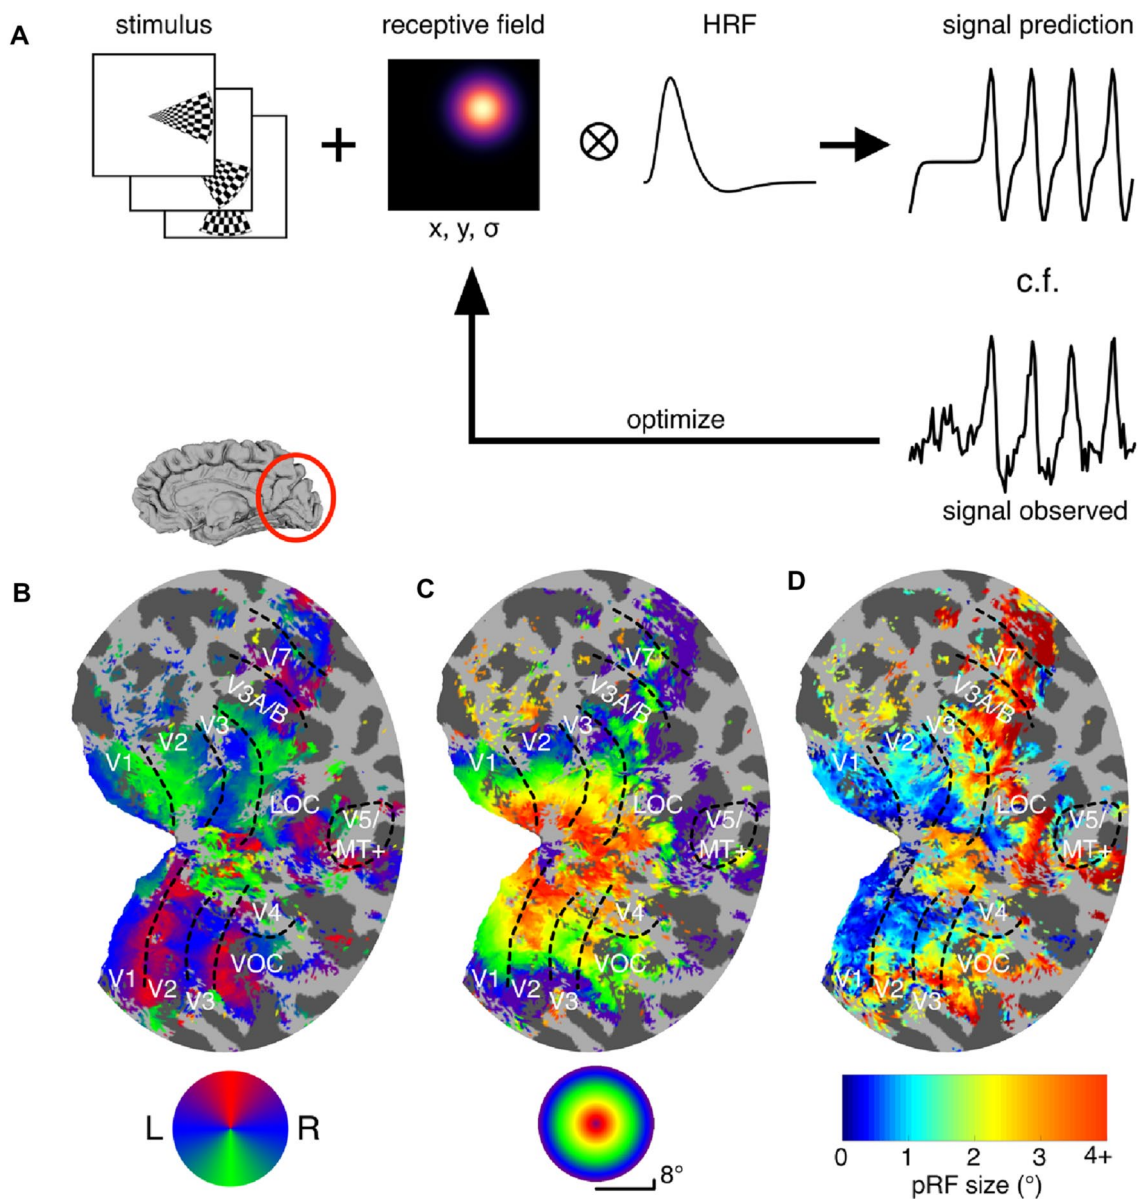 A
stimulus
receptive field
HRF
signal prediction
x, y, σ
c.f.
optimize
signal observed
B
C
D
V7
V3A/B
V3
V2
V1
LOC
V5/
MT+
V4
VOC
V1
V2
V3
V7
V3A/B
V3
V2
V1
LOC
V5/
MT+
V4
VOC
V1
V2
V3
V7
V3A/B
V3
V2
V1
LOC
V5/
MT+
V4
VOC
V1
V2
V3
L R
8°
0 1 2 3 4+
pRF size (°)